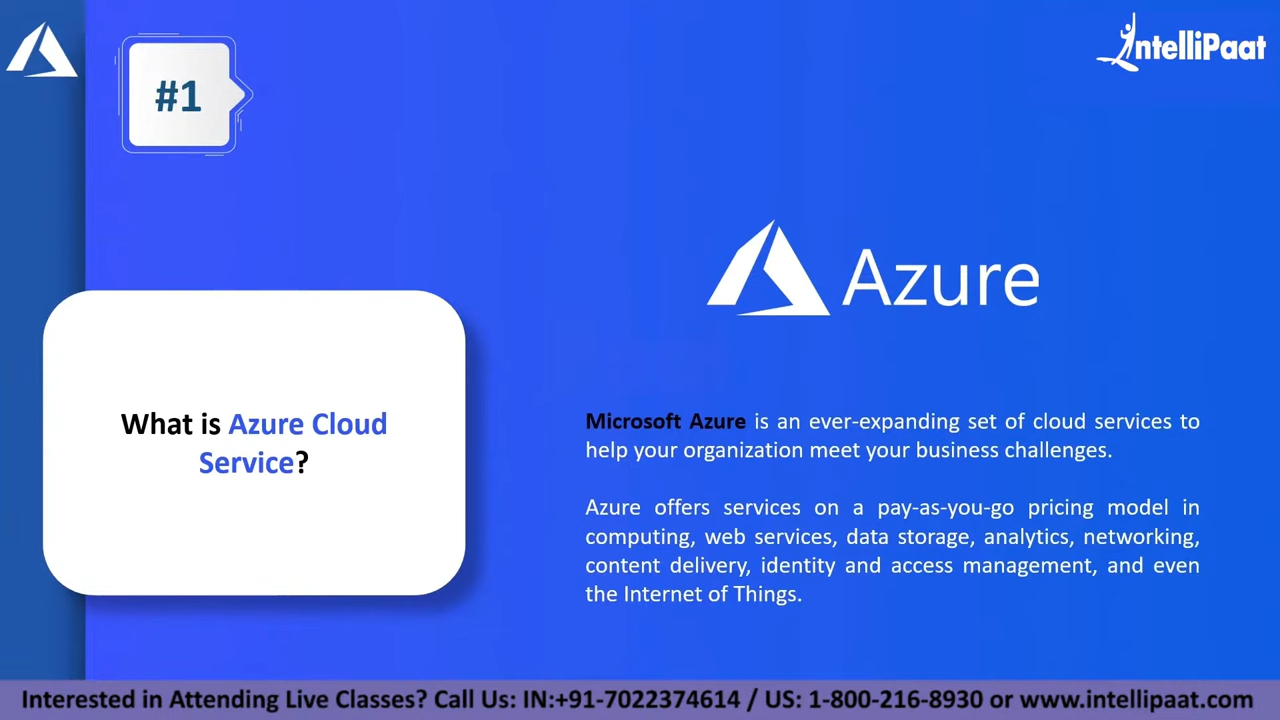 #1
IntelliPaat
Azure
What is Azure Cloud
Service?
Microsoft Azure is an ever-expanding set of cloud services to
help your organization meet your business challenges.
Azure offers services on a pay-as-you-go pricing model in
computing, web services, data storage, analytics, networking,
content delivery, identity and access management, and even
the Internet of Things.
Interested in Attending Live Classes? Call Us: IN:+91-7022374614 / US: 1-800-216-8930 or www.intellipaat.com